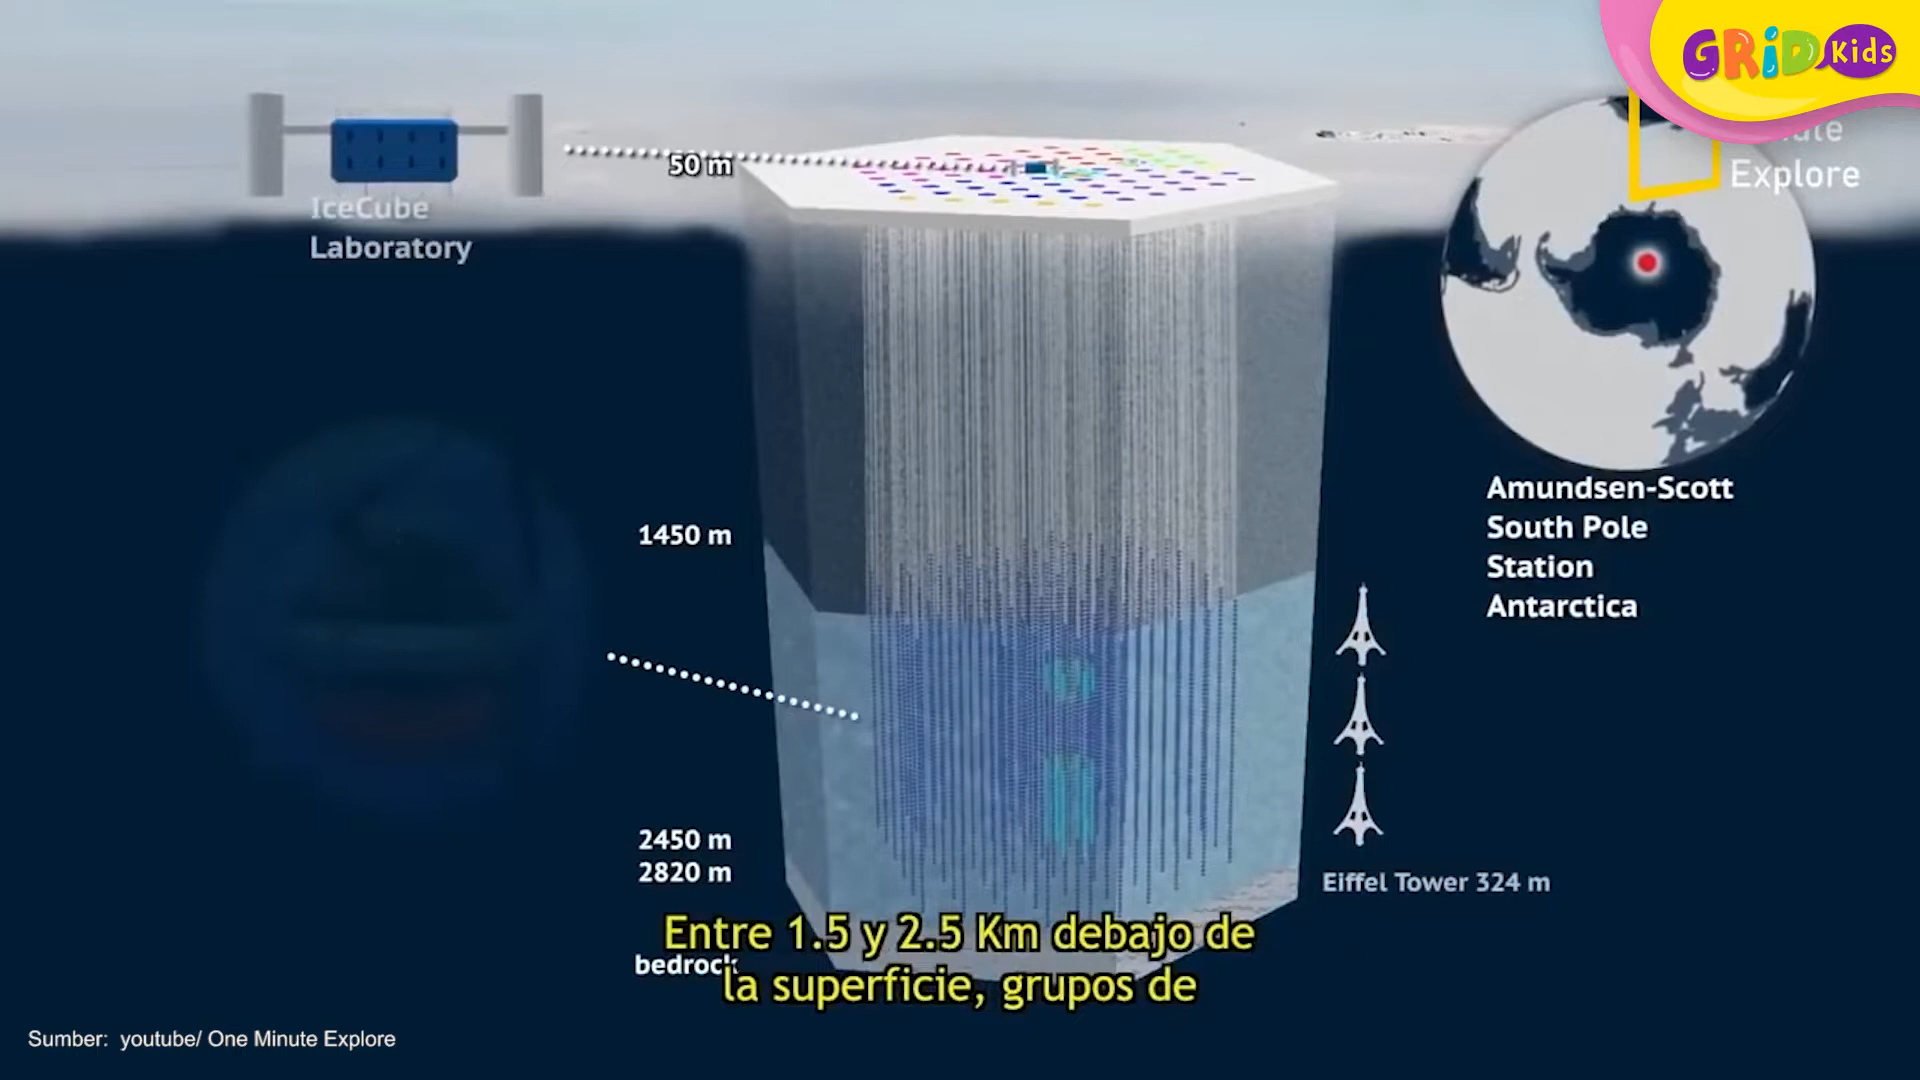 GRiD Kids
Explore
50 m
IceCube
Laboratory
1450 m
Amundsen-Scott
South Pole
Station
Antarctica
2450 m
2820 m
Eiffel Tower 324 m
bedrock
Entre 1.5 y 2.5 Km debajo de
la superficie, grupos de
Sumber: youtube/ One Minute Explore